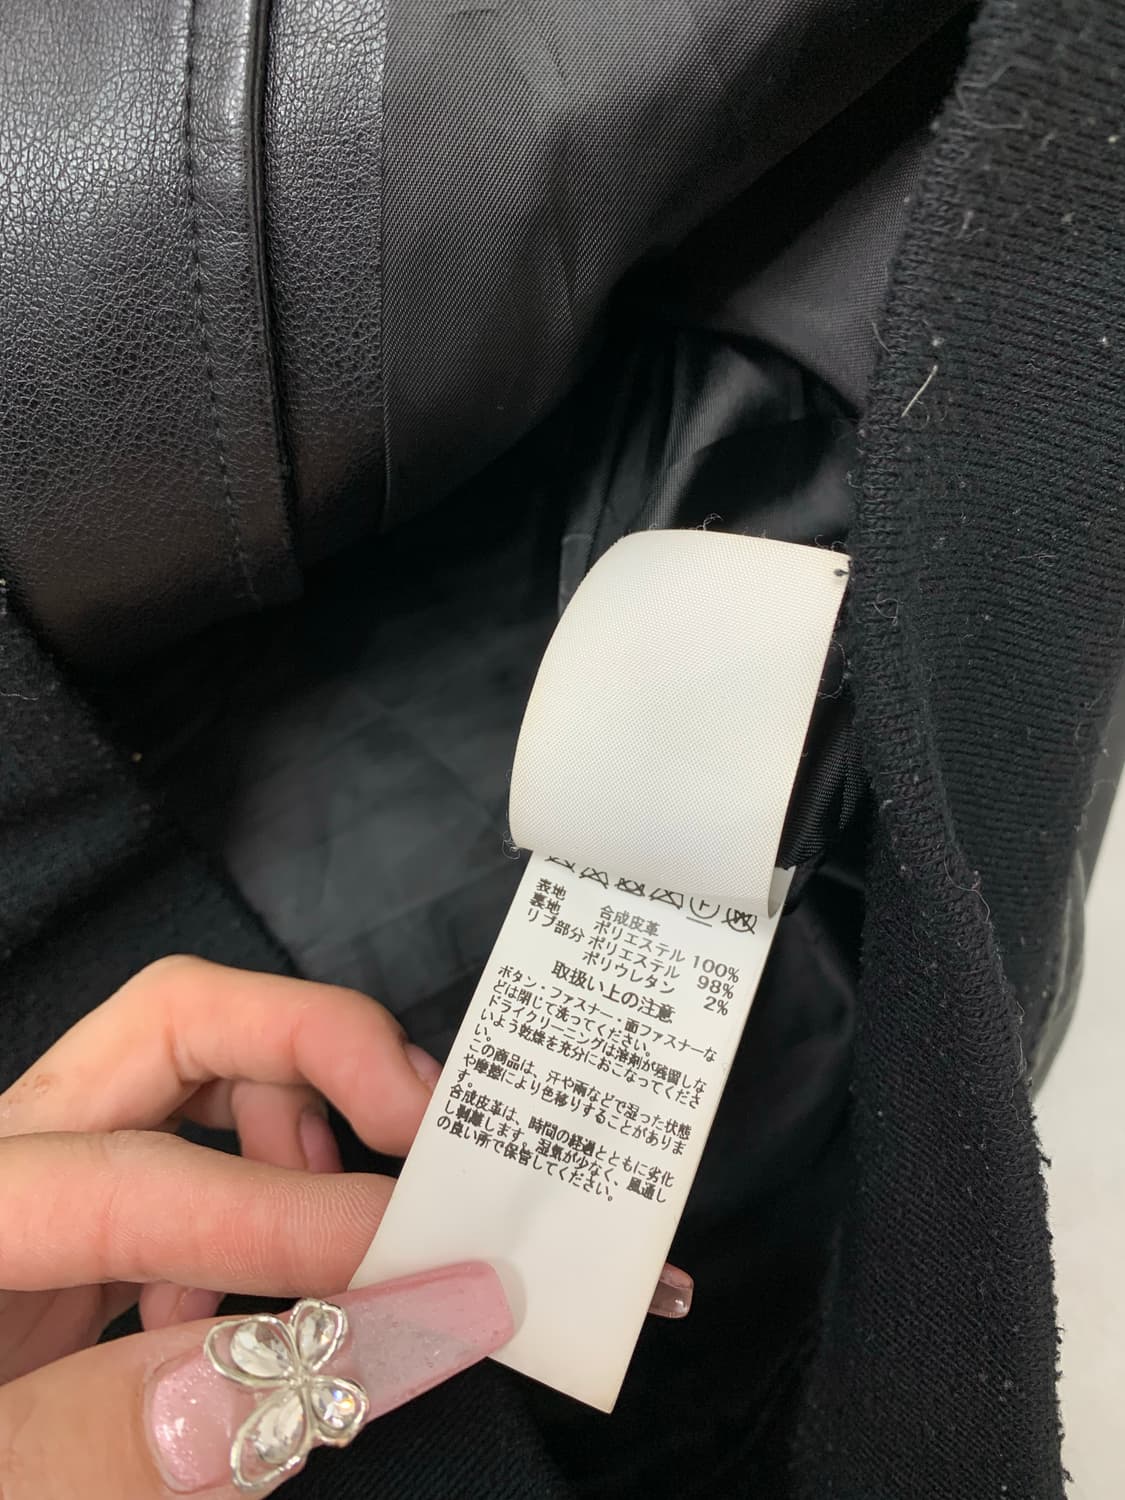 F W
表地 合成皮革
裏地 ポリエステル 100%
リブ部分 ポリエステル 98%
ポリウレタン 2%
取扱い上の注意
ボタン・ファスナー・面ファスナーな
どは閉じて洗ってください。
ドライクリーニングは溶剤が残留しな
いよう乾燥を充分におこなってくださ
い。
この商品は、汗や雨などで湿った状態
や摩擦により色移りすることがありま
す。
合成皮革は、時間の経過とともに劣化
し剥離します。湿気が少なく、風通し
の良い所で保管してください。